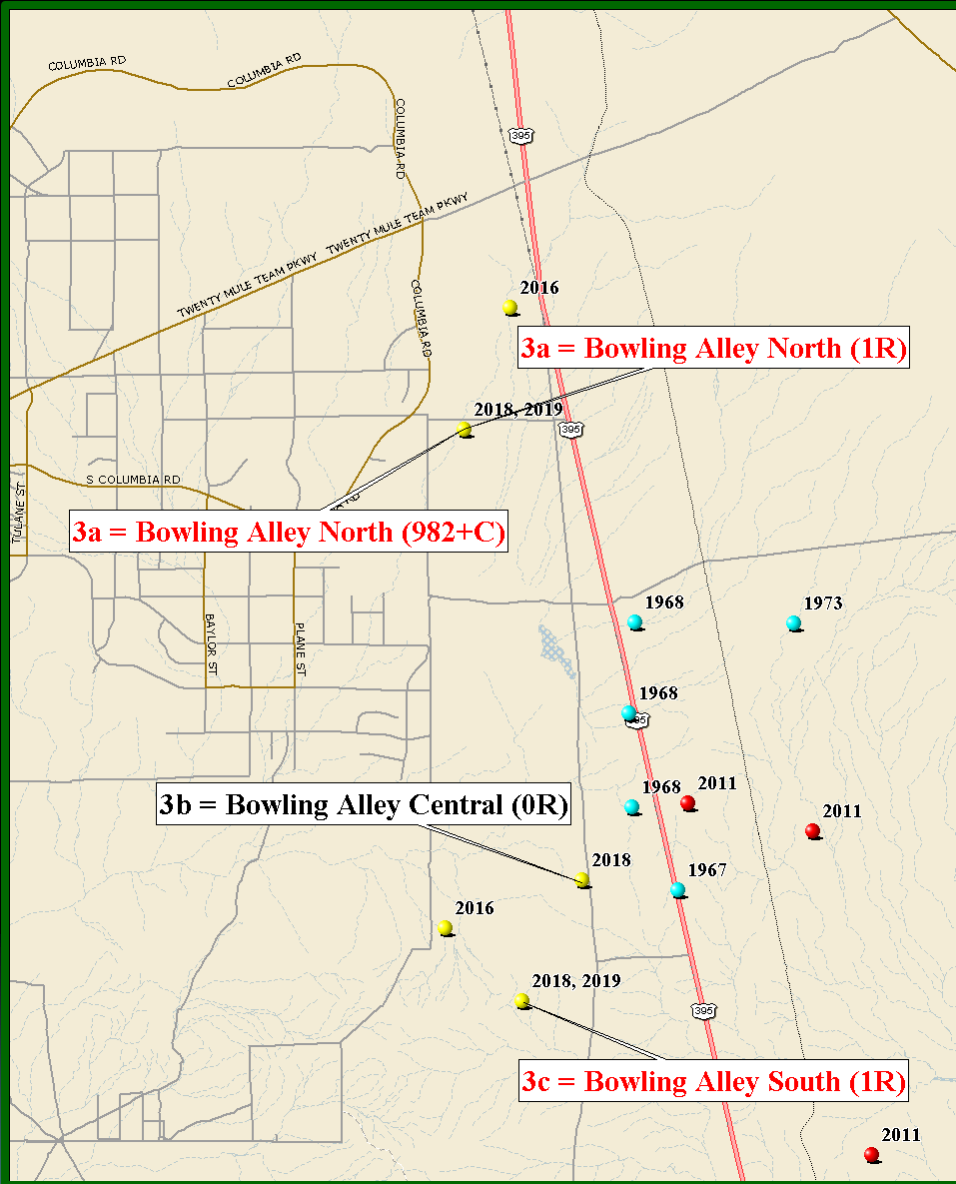 COLUMBIA RD
COLUMBIA RD
COLUMBIA RD
395
TWENTY MULE TEAM PKWY
TWENTY MULE TEAM PKWY
COLUMBIA RD
2016
3a = Bowling Alley North (1R)
2018, 2019
395
S COLUMBIA RD
TULANE ST
RD
3a = Bowling Alley North (982+C)
1968
1973
BAYLOR ST
PLANE ST
1968
395
3b = Bowling Alley Central (0R)
1968
2011
2011
2018
1967
2016
2018, 2019
395
3c = Bowling Alley South (1R)
2011